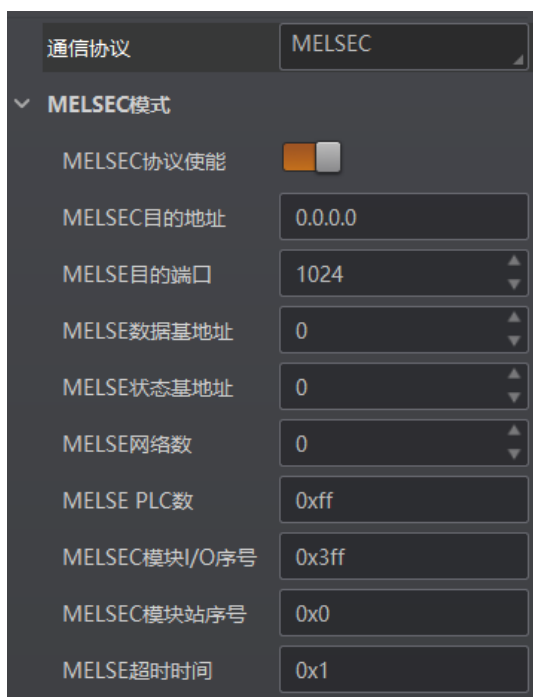 通信协议 MELSEC
MELSEC模式
MELSEC协议使能
MELSEC目的地址 0.0.0.0
MELSE目的端口 1024
MELSE数据基地址 0
MELSE状态基地址 0
MELSE网络数 0
MELSE PLC数 0xff
MELSEC模块I/O序号 0x3ff
MELSEC模块站序号 0x0
MELSE超时时间 0x1